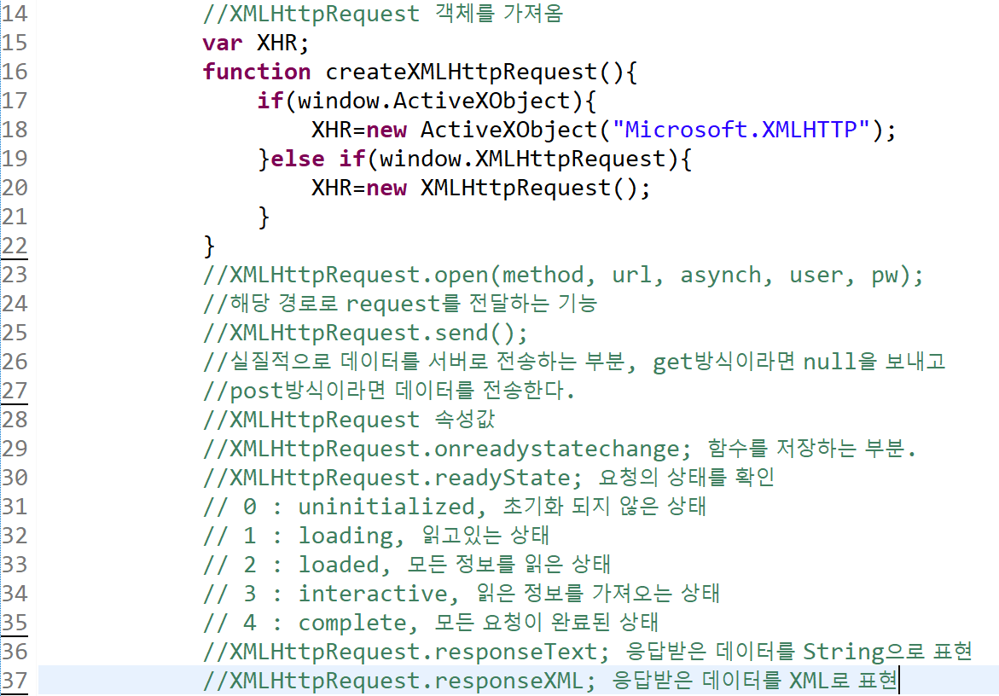 14 //XMLHttpRequest 객체를 가져옴
15 var XHR;
16 function createXMLHttpRequest(){
17 if(window.ActiveXObject){
18 XHR=new ActiveXObject("Microsoft.XMLHTTP");
19 }else if(window.XMLHttpRequest){
20 XHR=new XMLHttpRequest();
21 }
22 }
23 //XMLHttpRequest.open(method, url, asynch, user, pw);
24 //해당 경로로 request를 전달하는 기능
25 //XMLHttpRequest.send();
26 //실질적으로 데이터를 서버로 전송하는 부분, get방식이라면 null을 보내고
27 //post방식이라면 데이터를 전송한다.
28 //XMLHttpRequest 속성값
29 //XMLHttpRequest.onreadystatechange; 함수를 저장하는 부분.
30 //XMLHttpRequest.readyState; 요청의 상태를 확인
31 // 0 : uninitialized, 초기화 되지 않은 상태
32 // 1 : loading, 읽고있는 상태
33 // 2 : loaded, 모든 정보를 읽은 상태
34 // 3 : interactive, 읽은 정보를 가져오는 상태
35 // 4 : complete, 모든 요청이 완료된 상태
36 //XMLHttpRequest.responseText; 응답받은 데이터를 String으로 표현
37 //XMLHttpRequest.responseXML; 응답받은 데이터를 XML로 표현